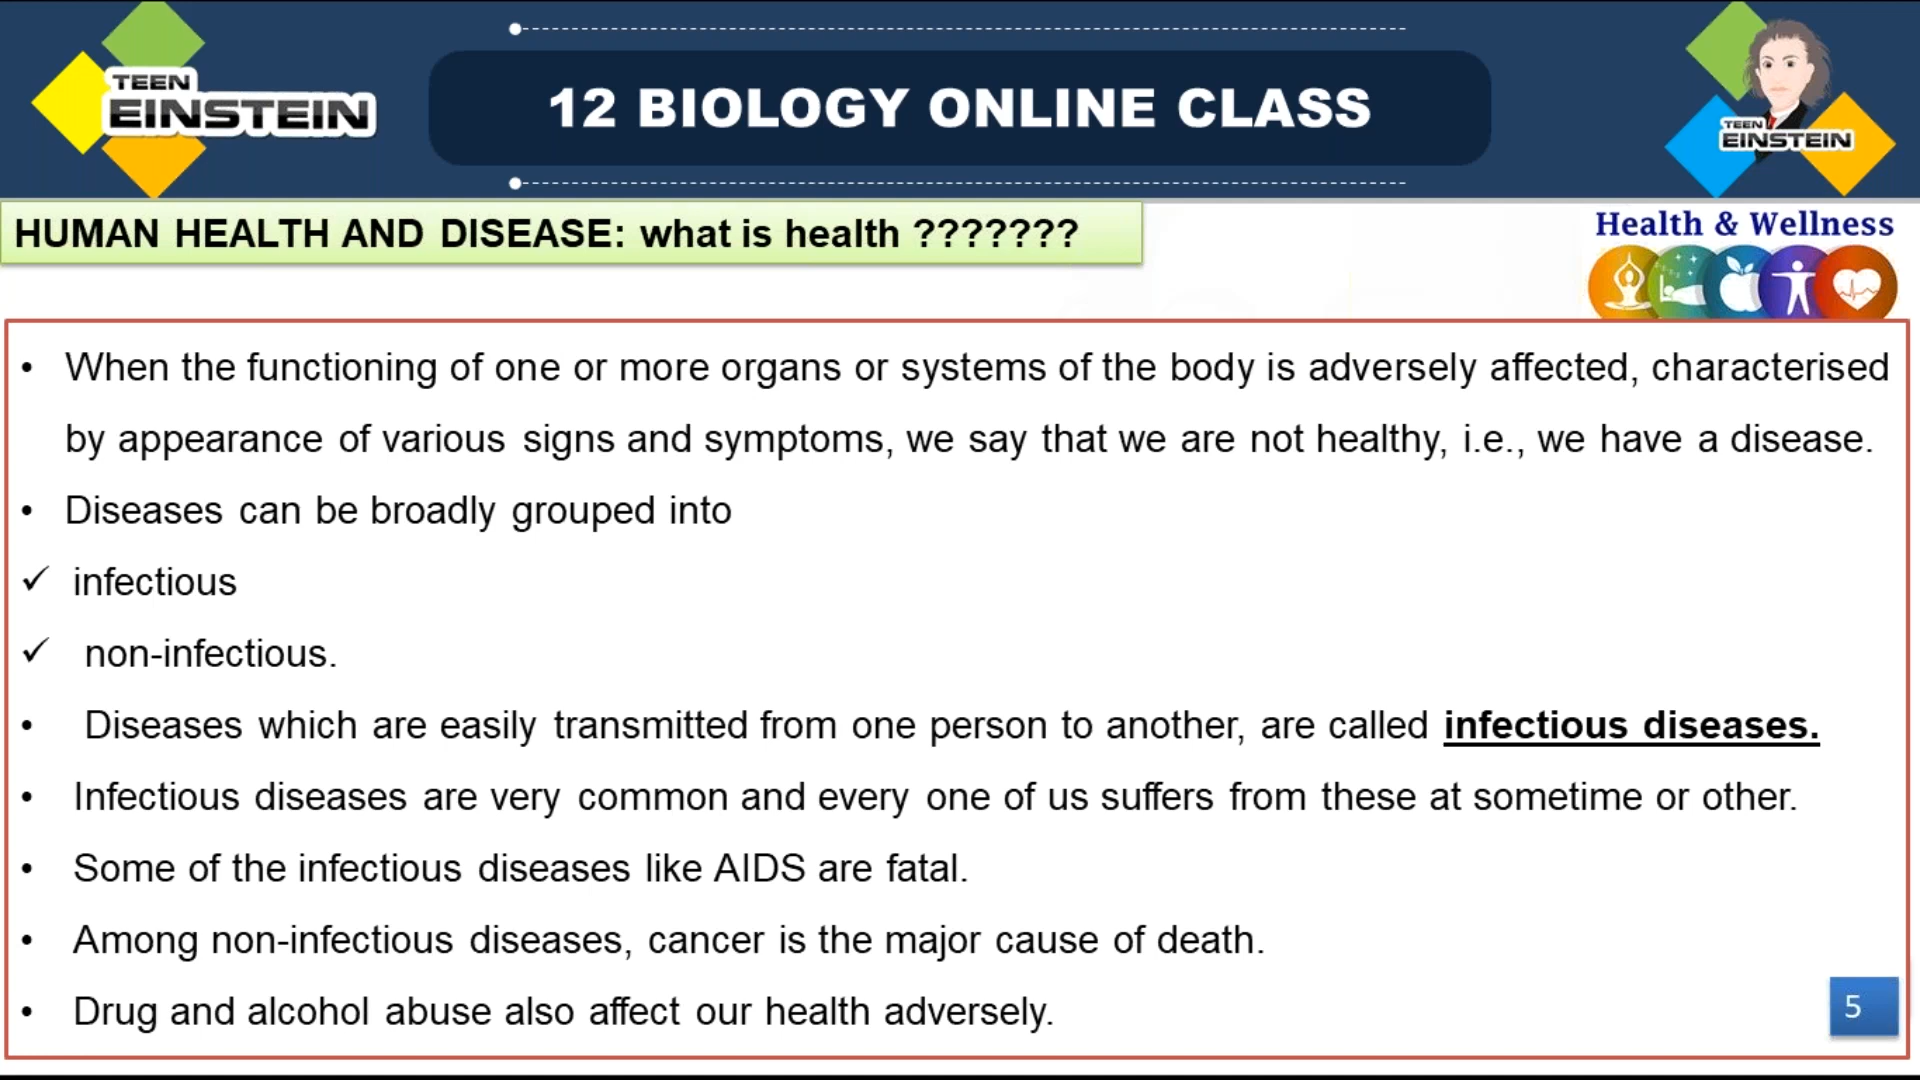 TEEN
EINSTEIN
12 BIOLOGY ONLINE CLASS
TEEN
EINSTEIN
HUMAN HEALTH AND DISEASE: what is health ???????
Health & Wellness
• When the functioning of one or more organs or systems of the body is adversely affected, characterised
by appearance of various signs and symptoms, we say that we are not healthy, i.e., we have a disease.
• Diseases can be broadly grouped into
✓ infectious
✓ non-infectious.
• Diseases which are easily transmitted from one person to another, are called infectious diseases.
• Infectious diseases are very common and every one of us suffers from these at sometime or other.
• Some of the infectious diseases like AIDS are fatal.
• Among non-infectious diseases, cancer is the major cause of death.
• Drug and alcohol abuse also affect our health adversely.
5